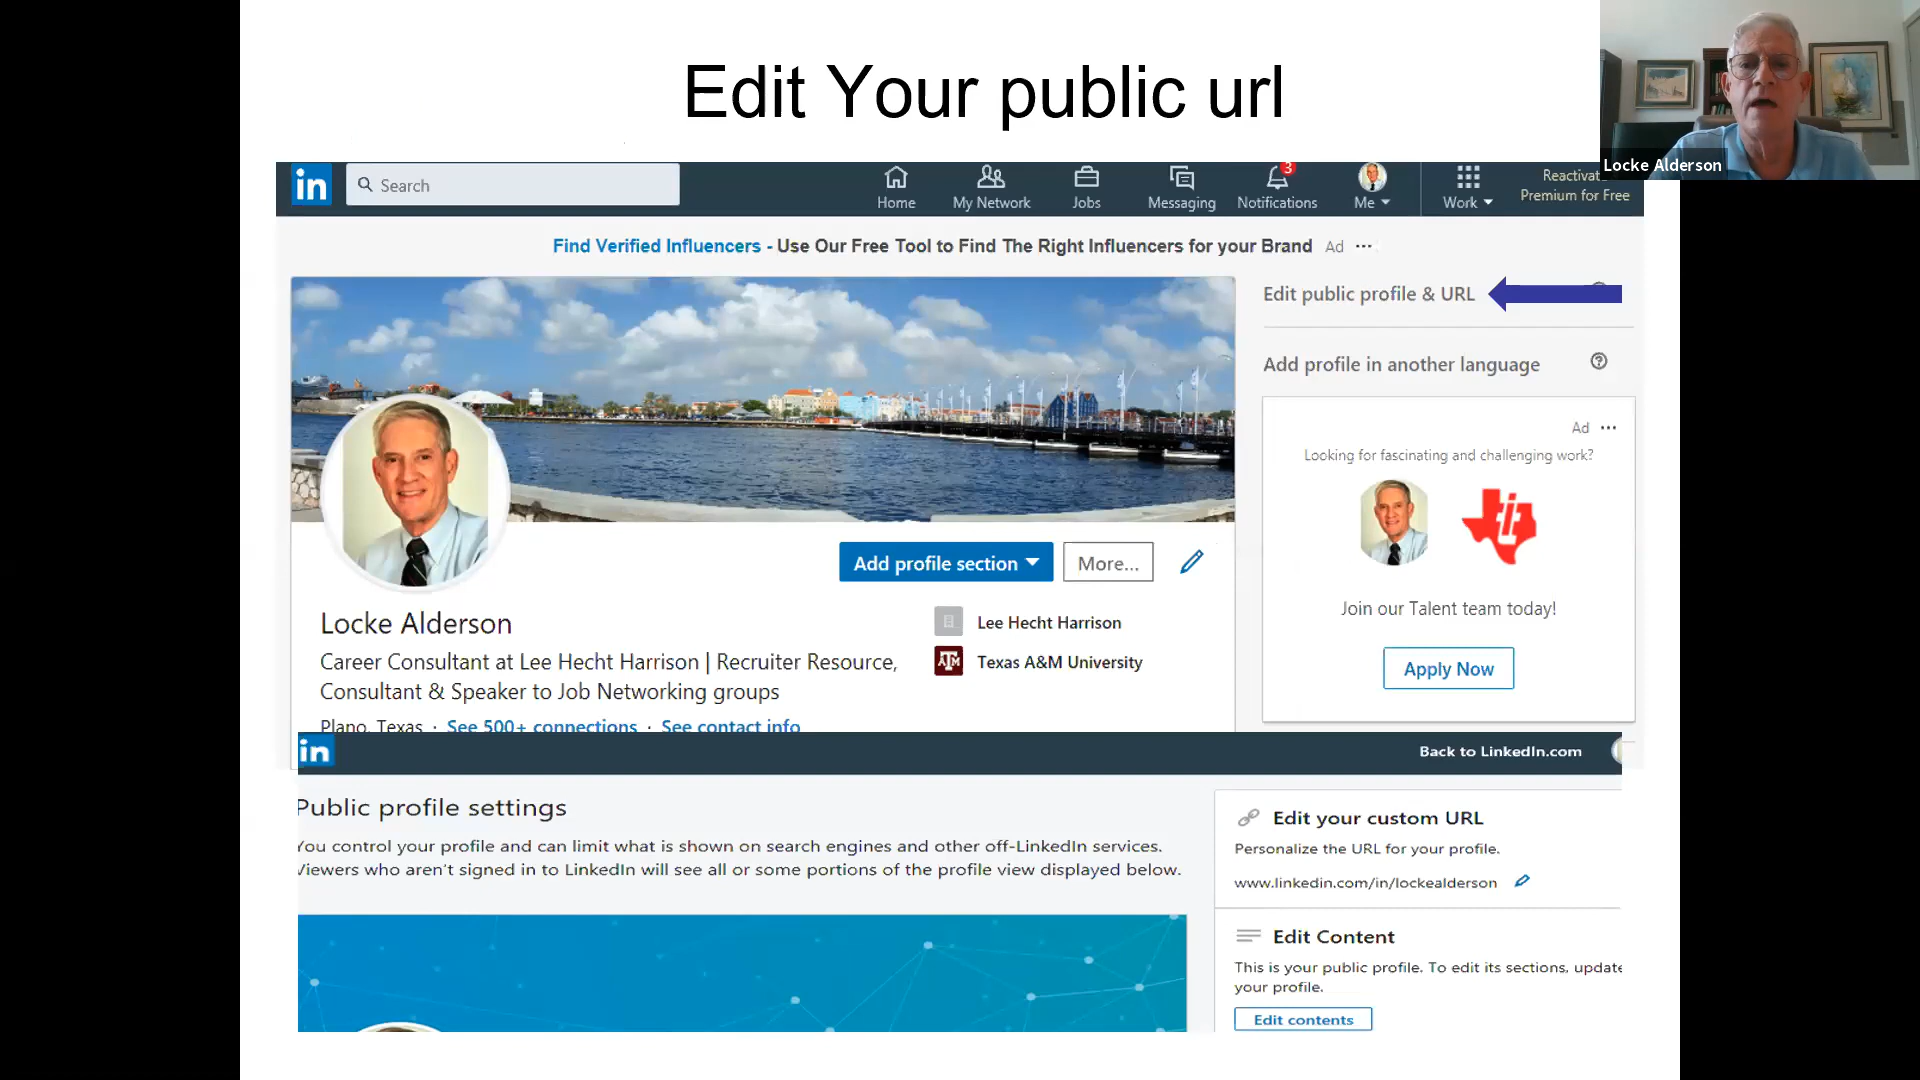 Edit Your public url
Locke Alderson
in
Search
Home
My Network
Jobs
Messaging
3
Notifications
Me
Work
Reactivat
Premium for Free
Find Verified Influencers - Use Our Free Tool to Find The Right Influencers for your Brand Ad ···
Edit public profile & URL
Add profile in another language
Ad ···
Looking for fascinating and challenging work?
Join our Talent team today!
Apply Now
Add profile section
More...
Locke Alderson
Career Consultant at Lee Hecht Harrison | Recruiter Resource,
Consultant & Speaker to Job Networking groups
Plano, Texas · See 500+ connections · See contact info
Lee Hecht Harrison
ATM
Texas A&M University
in
Back to LinkedIn.com
Public profile settings
You control your profile and can limit what is shown on search engines and other off-LinkedIn services.
Viewers who aren't signed in to LinkedIn will see all or some portions of the profile view displayed below.
Edit your custom URL
Personalize the URL for your profile.
www.linkedin.com/in/lockealderson
Edit Content
This is your public profile. To edit its sections, update
your profile.
Edit contents